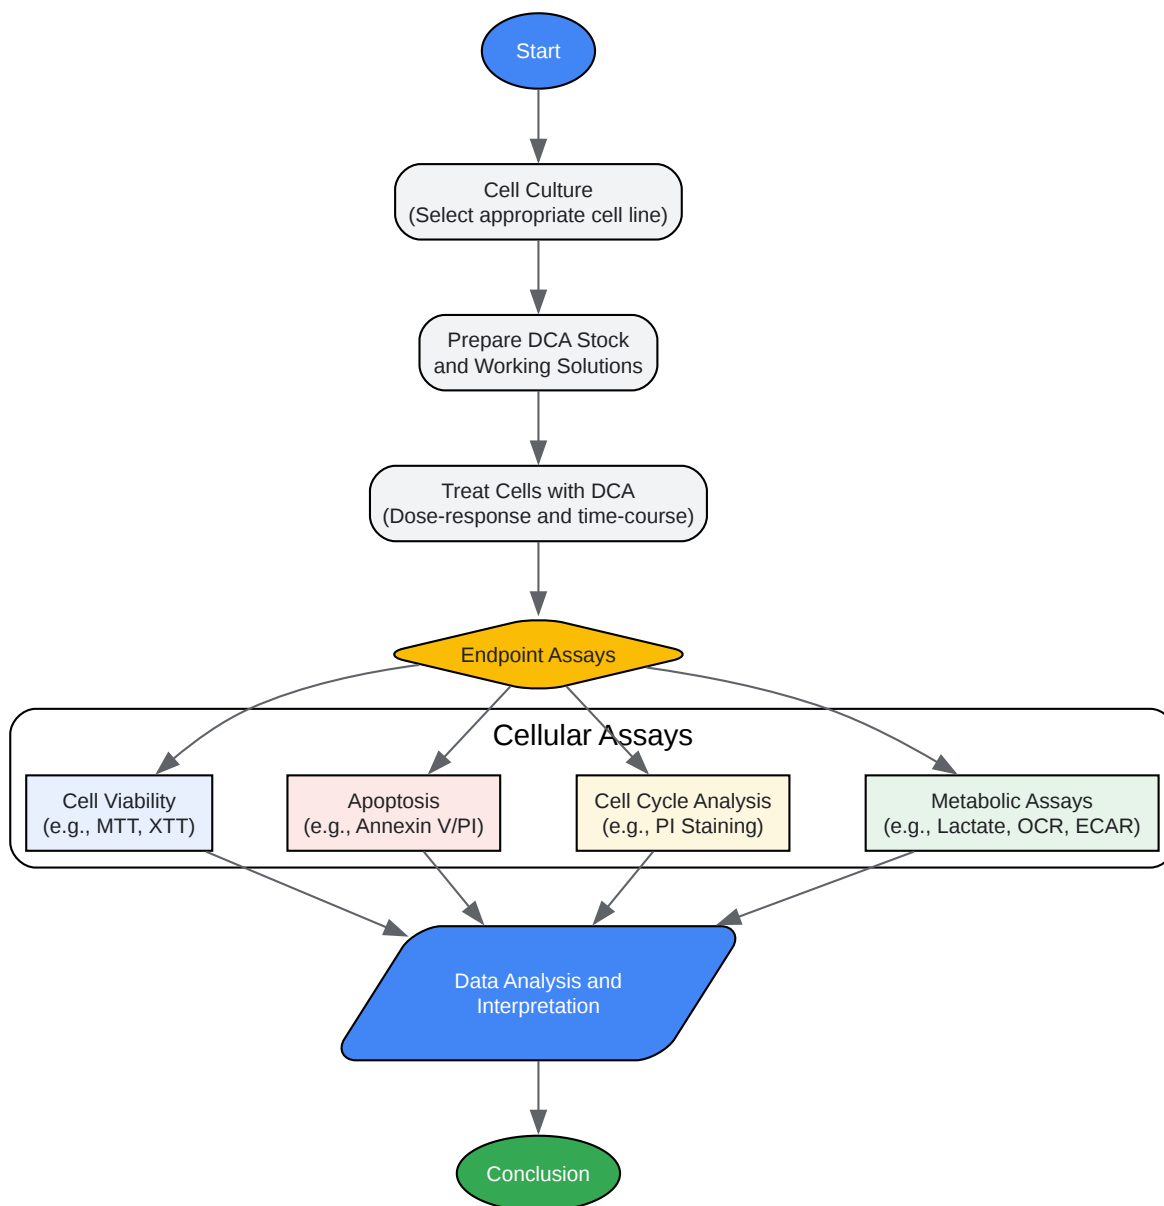 Start
Cell Culture
(Select appropriate cell line)
Prepare DCA Stock
and Working Solutions
Treat Cells with DCA
(Dose-response and time-course)
Endpoint Assays
Cellular Assays
Cell Viability
(e.g., MTT, XTT)
Apoptosis
(e.g., Annexin V/PI)
Cell Cycle Analysis
(e.g., PI Staining)
Metabolic Assays
(e.g., Lactate, OCR, ECAR)
Data Analysis and
Interpretation
Conclusion